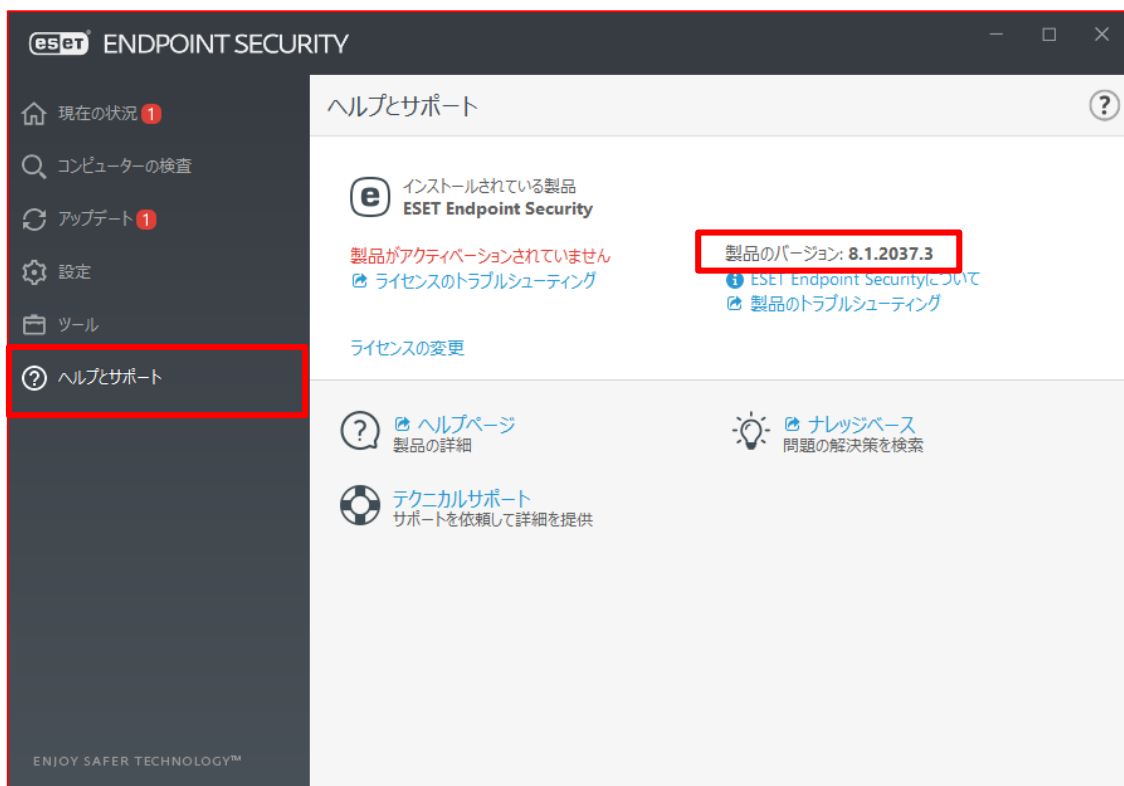 eset ENDPOINT SECURITY
現在の状況 1
コンピューターの検査
アップデート 1
設定
ツール
ヘルプとサポート
ENJOY SAFER TECHNOLOGY™
ヘルプとサポート
?
e
インストールされている製品
ESET Endpoint Security
製品がアクティベーションされていません
ライセンスのトラブルシューティング
ライセンスの変更
製品のバージョン: 8.1.2037.3
ESET Endpoint Securityについて
製品のトラブルシューティング
ヘルプページ
製品の詳細
ナレッジベース
問題の解決策を検索
テクニカルサポート
サポートを依頼して詳細を提供